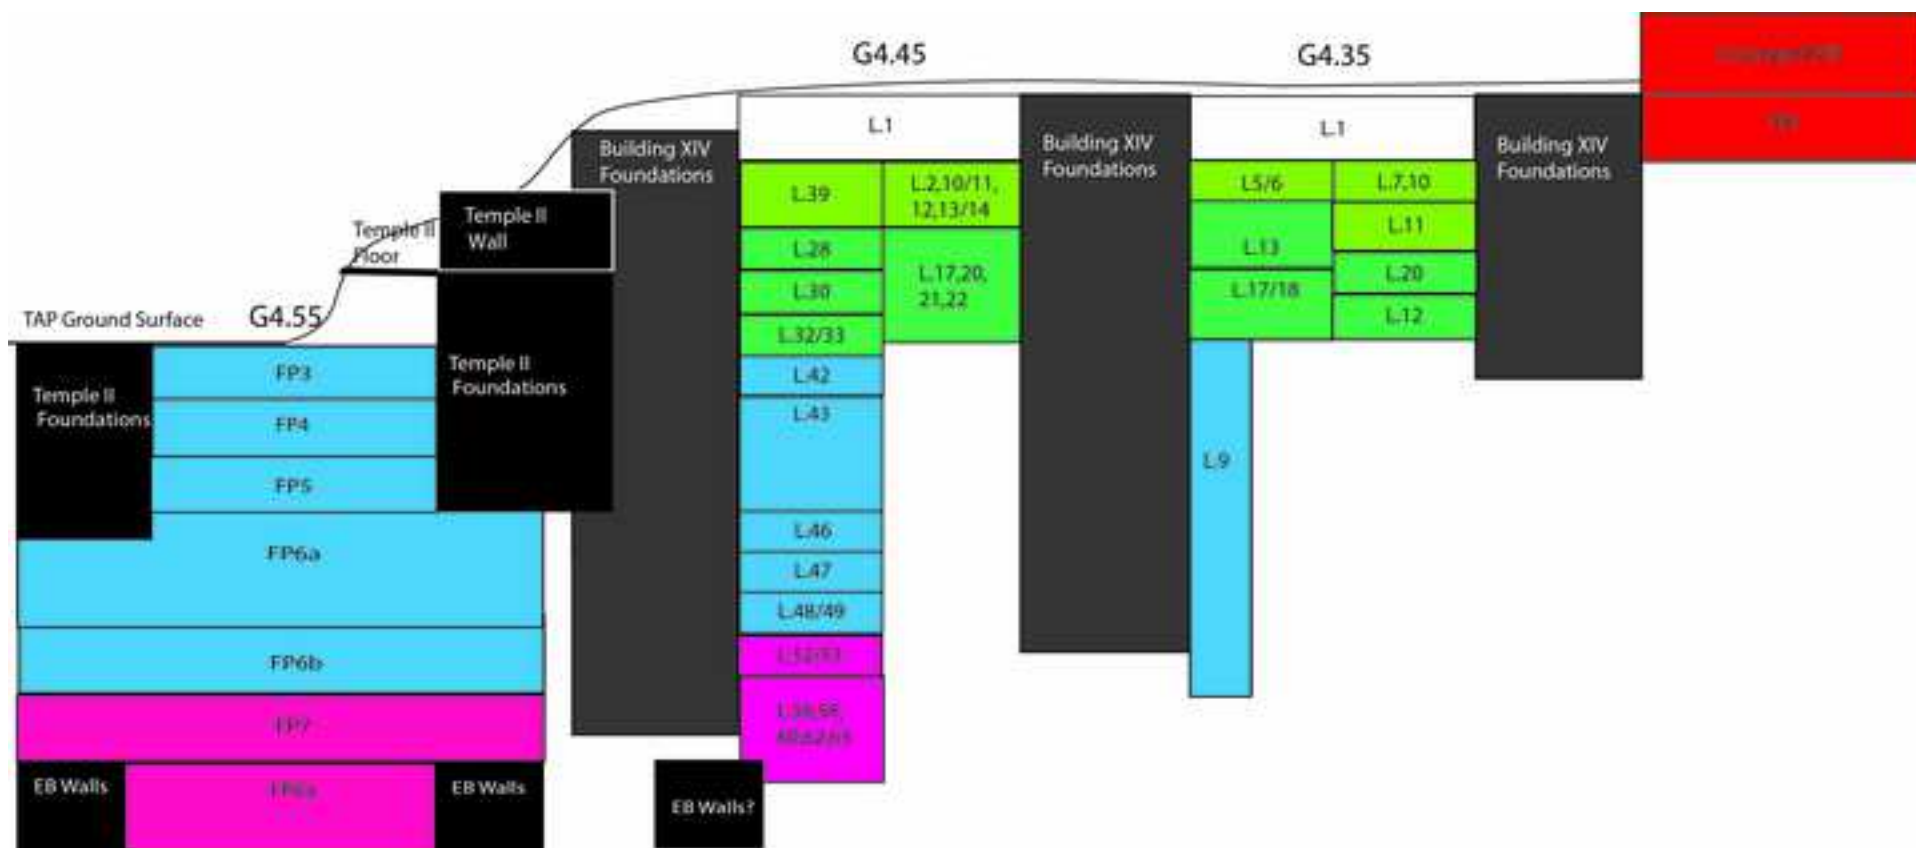 G4.45
G4.35
L.1
L.1
Building XIV
Foundations
Building XIV
Foundations
Building XIV
Foundations
L.39
L.2,10/11,
12,13/14
L5/6
L.7,10
Temple II
Wall
Temple II
Floor
L.11
L.28
L.13
L.17,20,
21,22
L.20
L.30
L.17/18
TAP Ground Surface
G4.55
L.12
L.32/33
Temple II
Foundations
FP3
L.42
Temple II
Foundations
L.43
FP4
L.9
FP5
L.46
FP6a
L.47
L.48/49
FP6b
FP7
EB Walls
EB Walls
EB Walls?